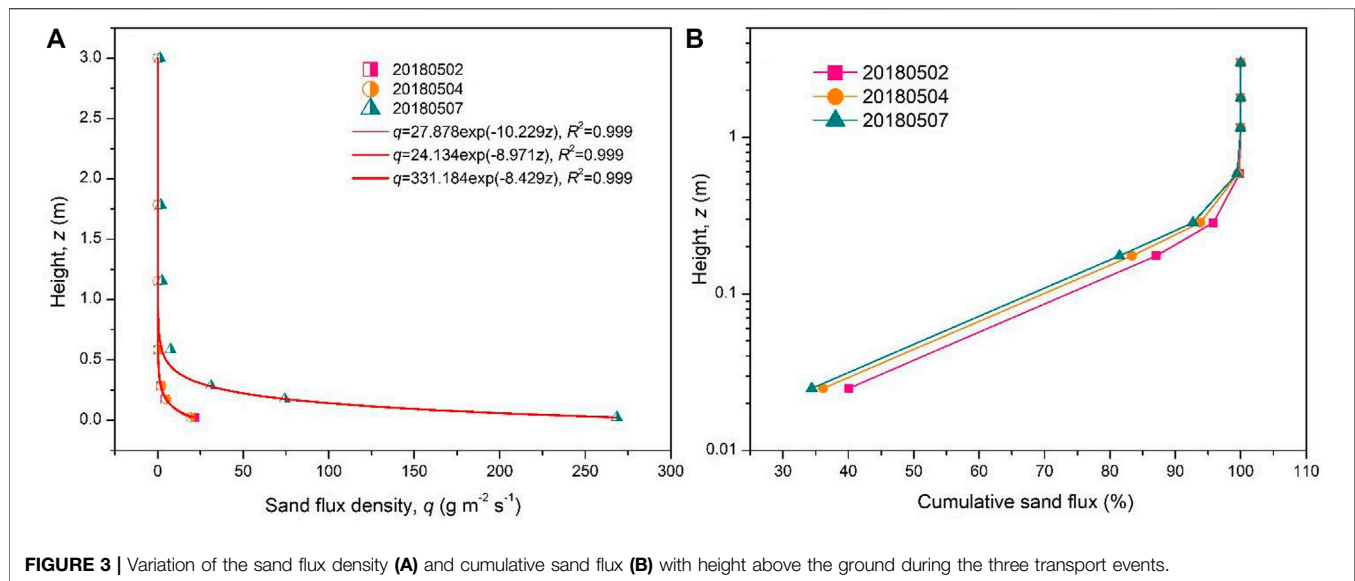 A
3.0
2.5
2.0
1.5
1.0
0.5
0.0
Height, z (m)
20180502
20180504
20180507
q=27.878exp(-10.229z), R²=0.999
q=24.134exp(-8.971z), R²=0.999
q=331.184exp(-8.429z), R²=0.999
0 50 100 150 200 250 300
Sand flux density, q (g m⁻² s⁻¹)
B
20180502
20180504
20180507
1
0.1
0.01
Height, z (m)
30 40 50 60 70 80 90 100 110
Cumulative sand flux (%)
FIGURE 3 | Variation of the sand flux density (A) and cumulative sand flux (B) with height above the ground during the three transport events.